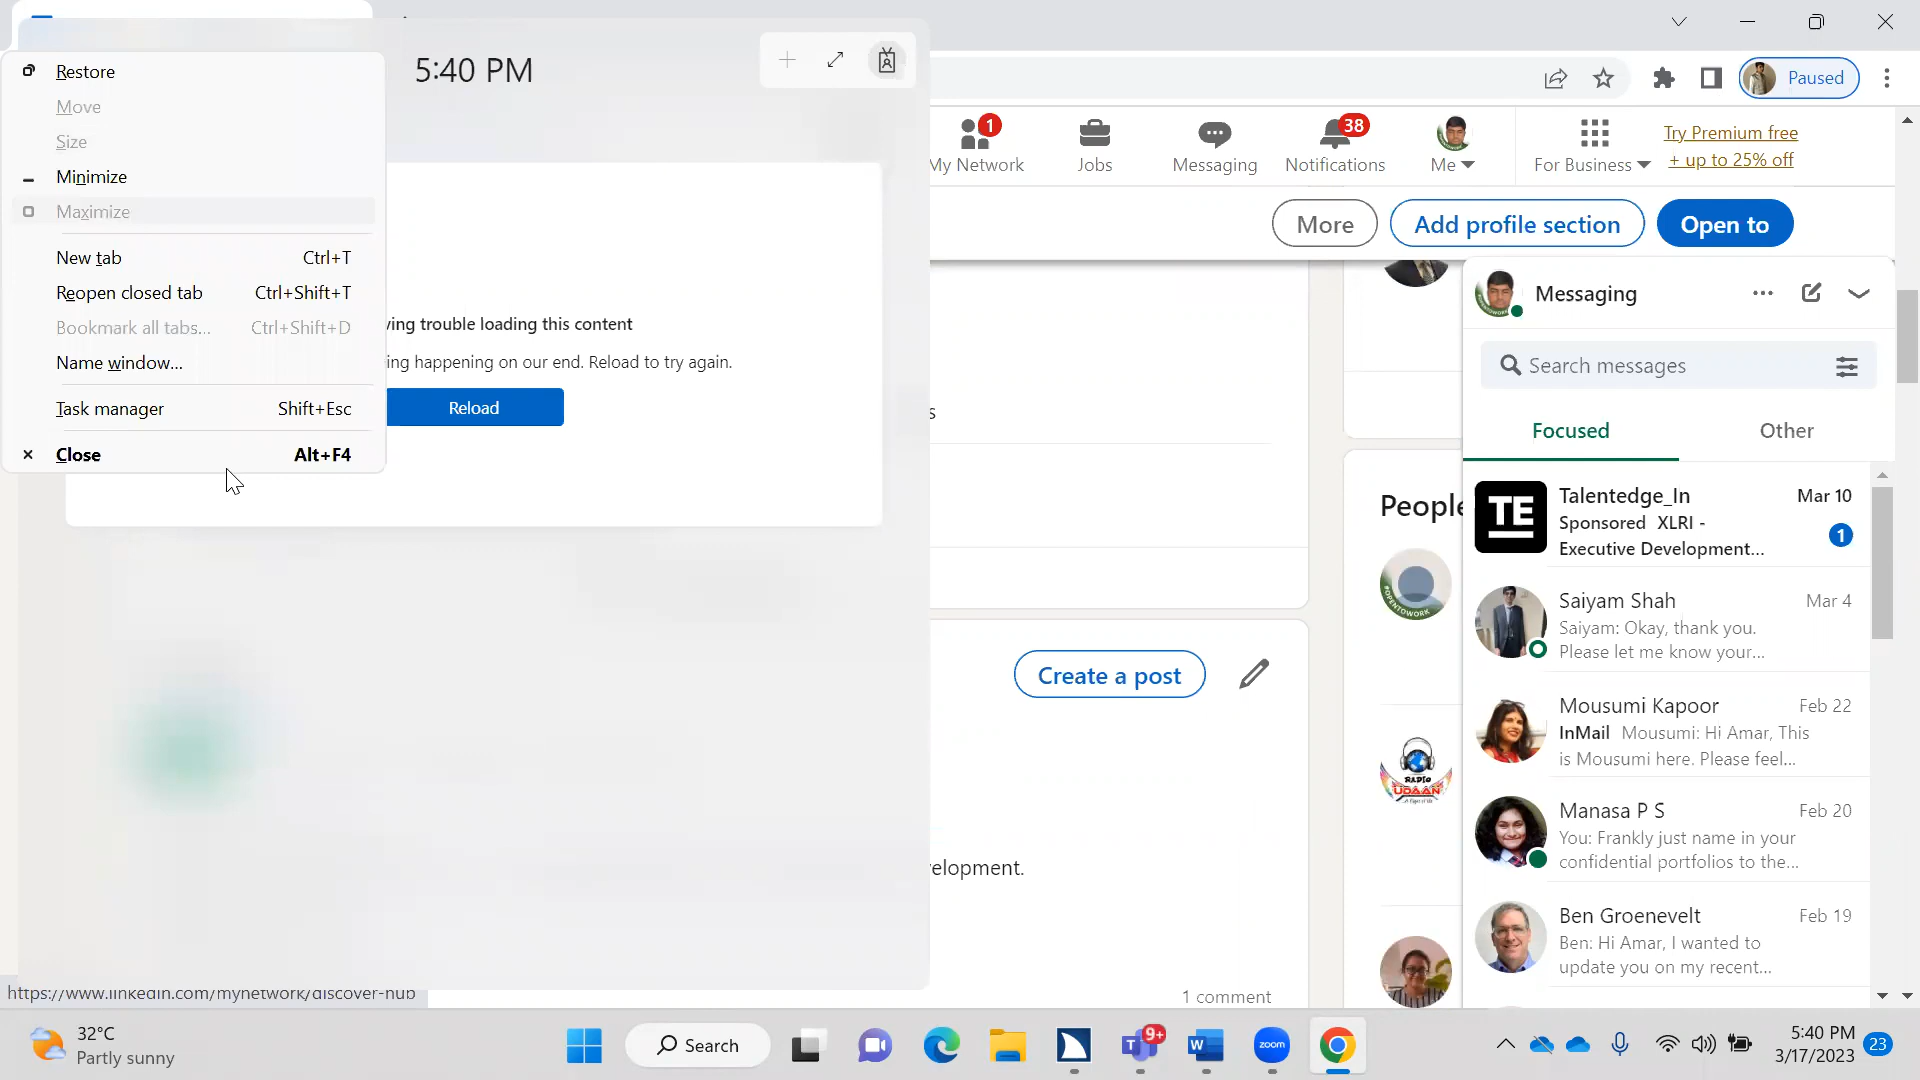 5:40 PM
Restore
Move
Size
Minimize
Maximize
New tab Ctrl+T
Reopen closed tab Ctrl+Shift+T
Bookmark all tabs... Ctrl+Shift+D
Name window...
Task manager Shift+Esc
Close Alt+F4
ving trouble loading this content
ing happening on our end. Reload to try again.
Reload
Paused
1
My Network
Jobs
Messaging
38
Notifications
Me
For Business
Try Premium free
+ up to 25% off
More
Add profile section
Open to
s
Create a post
velopment.
1 comment
People
#OPENTOWORK
RADIO
UDAAN
Messaging
Search messages
Focused
Other
TE
Talentedge_In Mar 10
Sponsored XLRI -
Executive Development...
1
Saiyam Shah Mar 4
Saiyam: Okay, thank you.
Please let me know your...
Mousumi Kapoor Feb 22
InMail Mousumi: Hi Amar, This
is Mousumi here. Please feel...
Manasa P S Feb 20
You: Frankly just name in your
confidential portfolios to the...
Ben Groenevelt Feb 19
Ben: Hi Amar, I wanted to
update you on my recent...
https://www.linkedin.com/mynetwork/discover-hub
32°C
Partly sunny
Search
T
9+
W
zoom
5:40 PM
3/17/2023
23